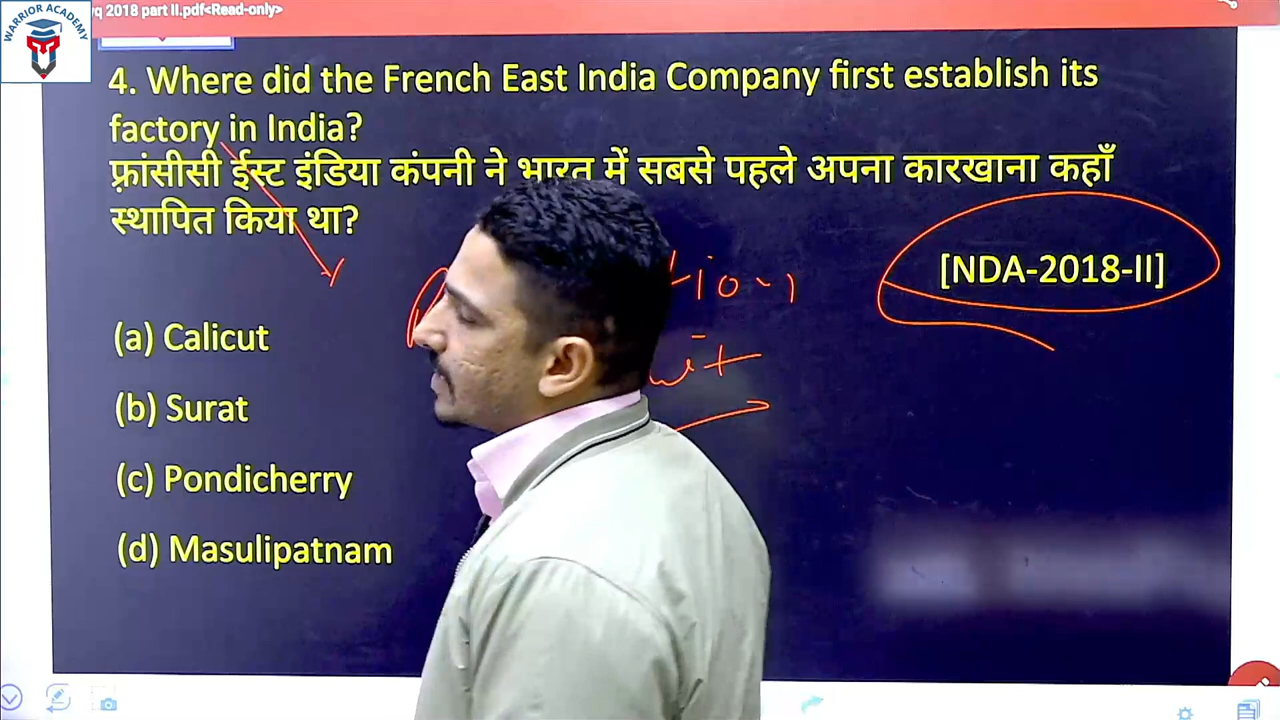 WARRIOR ACADEMY
yq 2018 part II.pdf<Read-only>
4. Where did the French East India Company first establish its
factory in India?
फ़्रांसीसी ईस्ट इंडिया कंपनी ने भारत में सबसे पहले अपना कारखाना कहाँ
स्थापित किया था?
[NDA-2018-II]
(a) Calicut
(b) Surat
(c) Pondicherry
(d) Masulipatnam